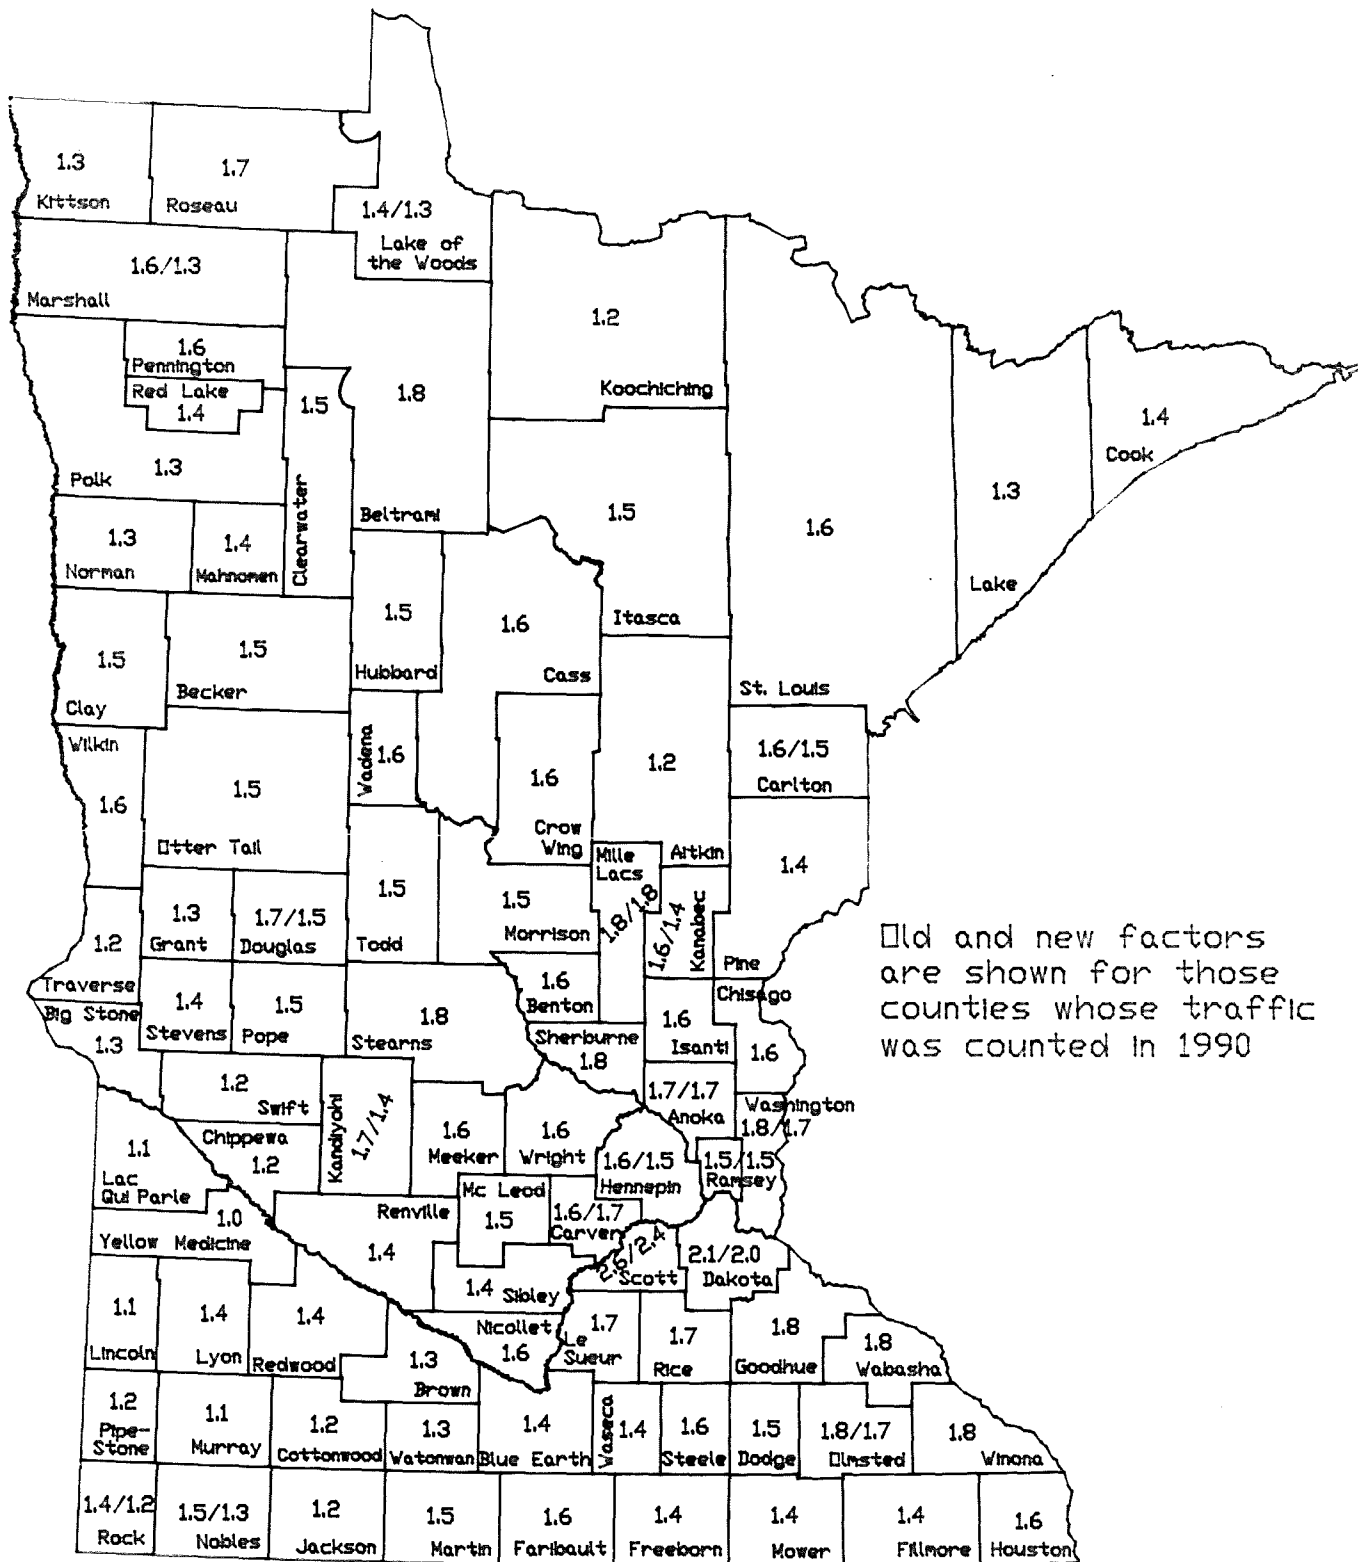 1.3
Kittson
1.7
Roseau
1.4/1.3
Lake of
the Woods
1.6/1.3
Marshall
1.2
Koochiching
1.6
Pennington
Red Lake
1.4
1.5
Clearwater
1.8
Beltrami
1.3
Polk
1.6
St. Louis
1.3
Lake
1.4
Cook
1.3
Norman
1.4
Mahnomen
1.5
Itasca
1.5
Hubbard
1.6
Cass
1.5
Clay
1.5
Becker
Wilkin
1.6
1.5
Otter Tail
Wadena
1.6
1.6
Crow
Wing
1.2
Aitkin
1.6/1.5
Carlton
1.4
Pine
Mille
Lacs
1.8/1.8
1.6/1.4
Kanabec
1.3
Grant
1.7/1.5
Douglas
1.5
Todd
1.5
Morrison
1.2
Traverse
Big Stone
1.3
1.4
Stevens
1.5
Pope
1.8
Stearns
1.6
Benton
Sherburne
1.8
1.6
Isanti
Chisago
1.6
Old and new factors
are shown for those
counties whose traffic
was counted in 1990
1.2
Swift
Kandiyohi
1.7/1.4
1.6
Meeker
1.6
Wright
1.7/1.7
Anoka
Washington
1.8/1.7
1.1
Lac
Qui Parle
Chippewa
1.2
1.6/1.5
Hennepin
1.5/1.5
Ramsey
1.0
Yellow Medicine
Renville
1.4
Mc Leod
1.5
1.6/1.7
Carver
2.6/2.4
Scott
2.1/2.0
Dakota
1.4
Sibley
1.1
Lincoln
1.4
Lyon
1.4
Redwood
1.3
Brown
Nicollet
1.6
1.7
Le
Sueur
1.7
Rice
1.8
Goodhue
1.8
Wabasha
1.2
Pipe-
Stone
1.1
Murray
1.2
Cottonwood
1.3
Watonwan
1.4
Blue Earth
Waseca
1.4
1.6
Steele
1.5
Dodge
1.8/1.7
Olmsted
1.8
Winona
1.4/1.2
Rock
1.5/1.3
Nobles
1.2
Jackson
1.5
Martin
1.6
Faribault
1.4
Freeborn
1.4
Mower
1.4
Fillmore
1.6
Houston